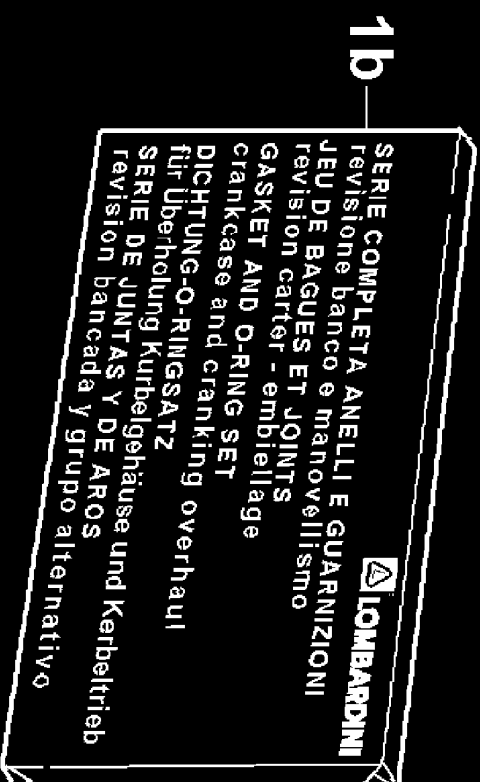 1b
LOMBARDINI
SERIE COMPLETA ANELLI E GUARNIZIONI
revisione banco e manovellismo
JEU DE BAGUES ET JOINTS
revision carter - embiellage
GASKET AND O-RING SET
crankcase and cranking overhaul
DICHTUNG-O-RINGSATZ
für Überholung Kurbelgehäuse und Kerbeltrieb
SERIE DE JUNTAS Y DE AROS
revision bancada y grupo alternativo